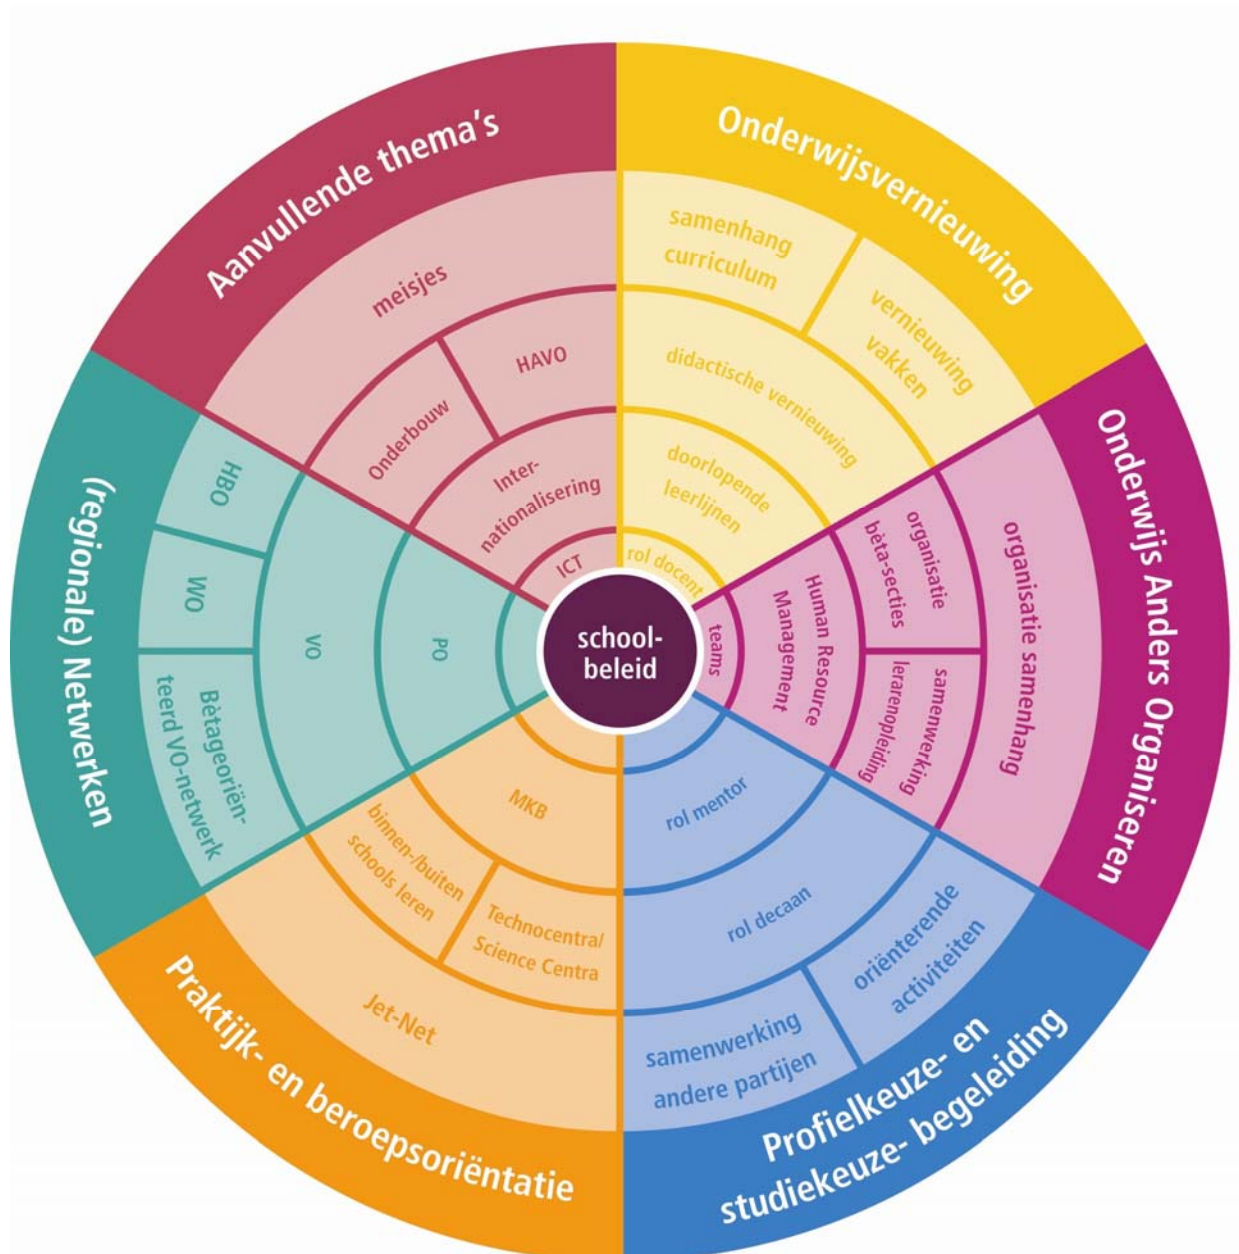 Aanvullende thema's
meisjes
Onderbouw
HAVO
Inter-
nationalisering
ICT
Onderwijsvernieuwing
samenhang
curriculum
vernieuwing
vakken
didactische vernieuwing
doorlopende
leerlijnen
rol docent
Onderwijs Anders Organiseren
organisatie samenhang
organisatie
bèta-secties
samenwerking
lerarenopleiding
Human Resource
Management
teams
Profielkeuze- en
studiekeuze- begeleiding
rol mentor
rol decaan
oriënterende
activiteiten
samenwerking
andere partijen
Praktijk- en beroepsoriëntatie
MKB
binnen-/buiten
schools leren
Technocentra/
Science Centra
Jet-Net
(regionale) Netwerken
HBO
WO
Bètageoriën-
teerd VO-netwerk
VO
PO
school-
beleid